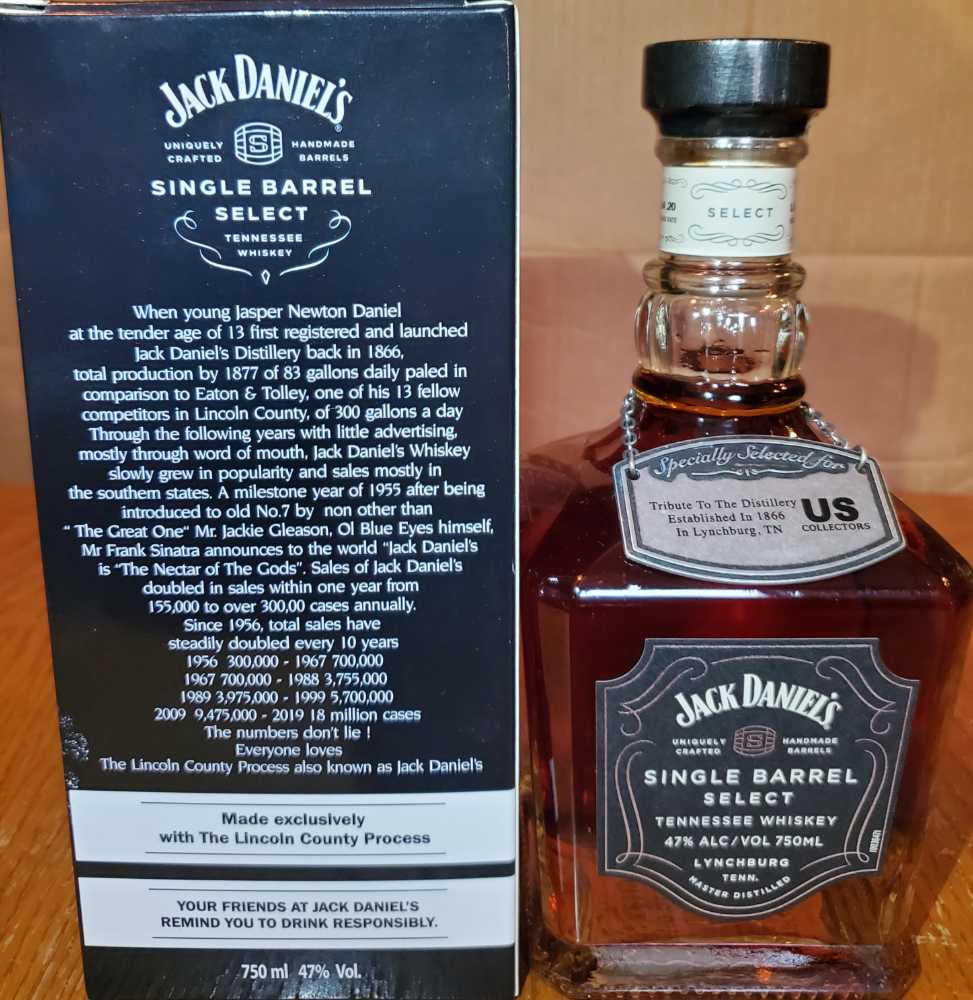 JACK DANIEL'S
UNIQUELY CRAFTED
S
HANDMADE BARRELS
SINGLE BARREL
SELECT
TENNESSEE
WHISKEY
When young Jasper Newton Daniel
at the tender age of 13 first registered and launched
Jack Daniel's Distillery back in 1866,
total production by 1877 of 83 gallons daily paled in
comparison to Eaton & Tolley, one of his 13 fellow
competitors in Lincoln County, of 300 gallons a day
Through the following years with little advertising,
mostly through word of mouth, Jack Daniel's Whiskey
slowly grew in popularity and sales mostly in
the southern states. A milestone year of 1955 after being
introduced to old No.7 by non other than
" The Great One" Mr. Jackie Gleason, Ol Blue Eyes himself,
Mr Frank Sinatra announces to the world "Jack Daniel's
is "The Nectar of The Gods". Sales of Jack Daniel's
doubled in sales within one year from
155,000 to over 300,00 cases annually.
Since 1956, total sales have
steadily doubled every 10 years
1956 300,000 - 1967 700,000
1967 700,000 - 1988 3,755,000
1989 3,975,000 - 1999 5,700,000
2009 9,475,000 - 2019 18 million cases
The numbers don't lie !
Everyone loves
The Lincoln County Process also known as Jack Daniel's
Made exclusively
with The Lincoln County Process
YOUR FRIENDS AT JACK DANIEL'S
REMIND YOU TO DRINK RESPONSIBLY.
750 ml 47% Vol.
20
SELECT
Specially Selected for
Tribute To The Distillery
Established In 1866
In Lynchburg, TN
US
COLLECTORS
JACK DANIEL'S
UNIQUELY CRAFTED
S
HANDMADE BARRELS
SINGLE BARREL
SELECT
TENNESSEE WHISKEY
47% ALC/VOL 750ML
LYNCHBURG
TENN.
MASTER DISTILLED